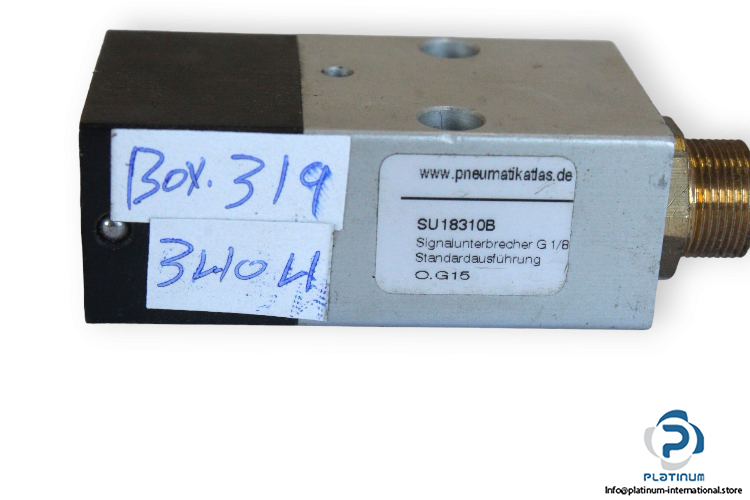 Box.319
3404
www.pneumatikatlas.de
SU18310B
Signalunterbrecher G 1/8
Standardausführung
O.G15
PLATINUM
Info@platinum-international.store